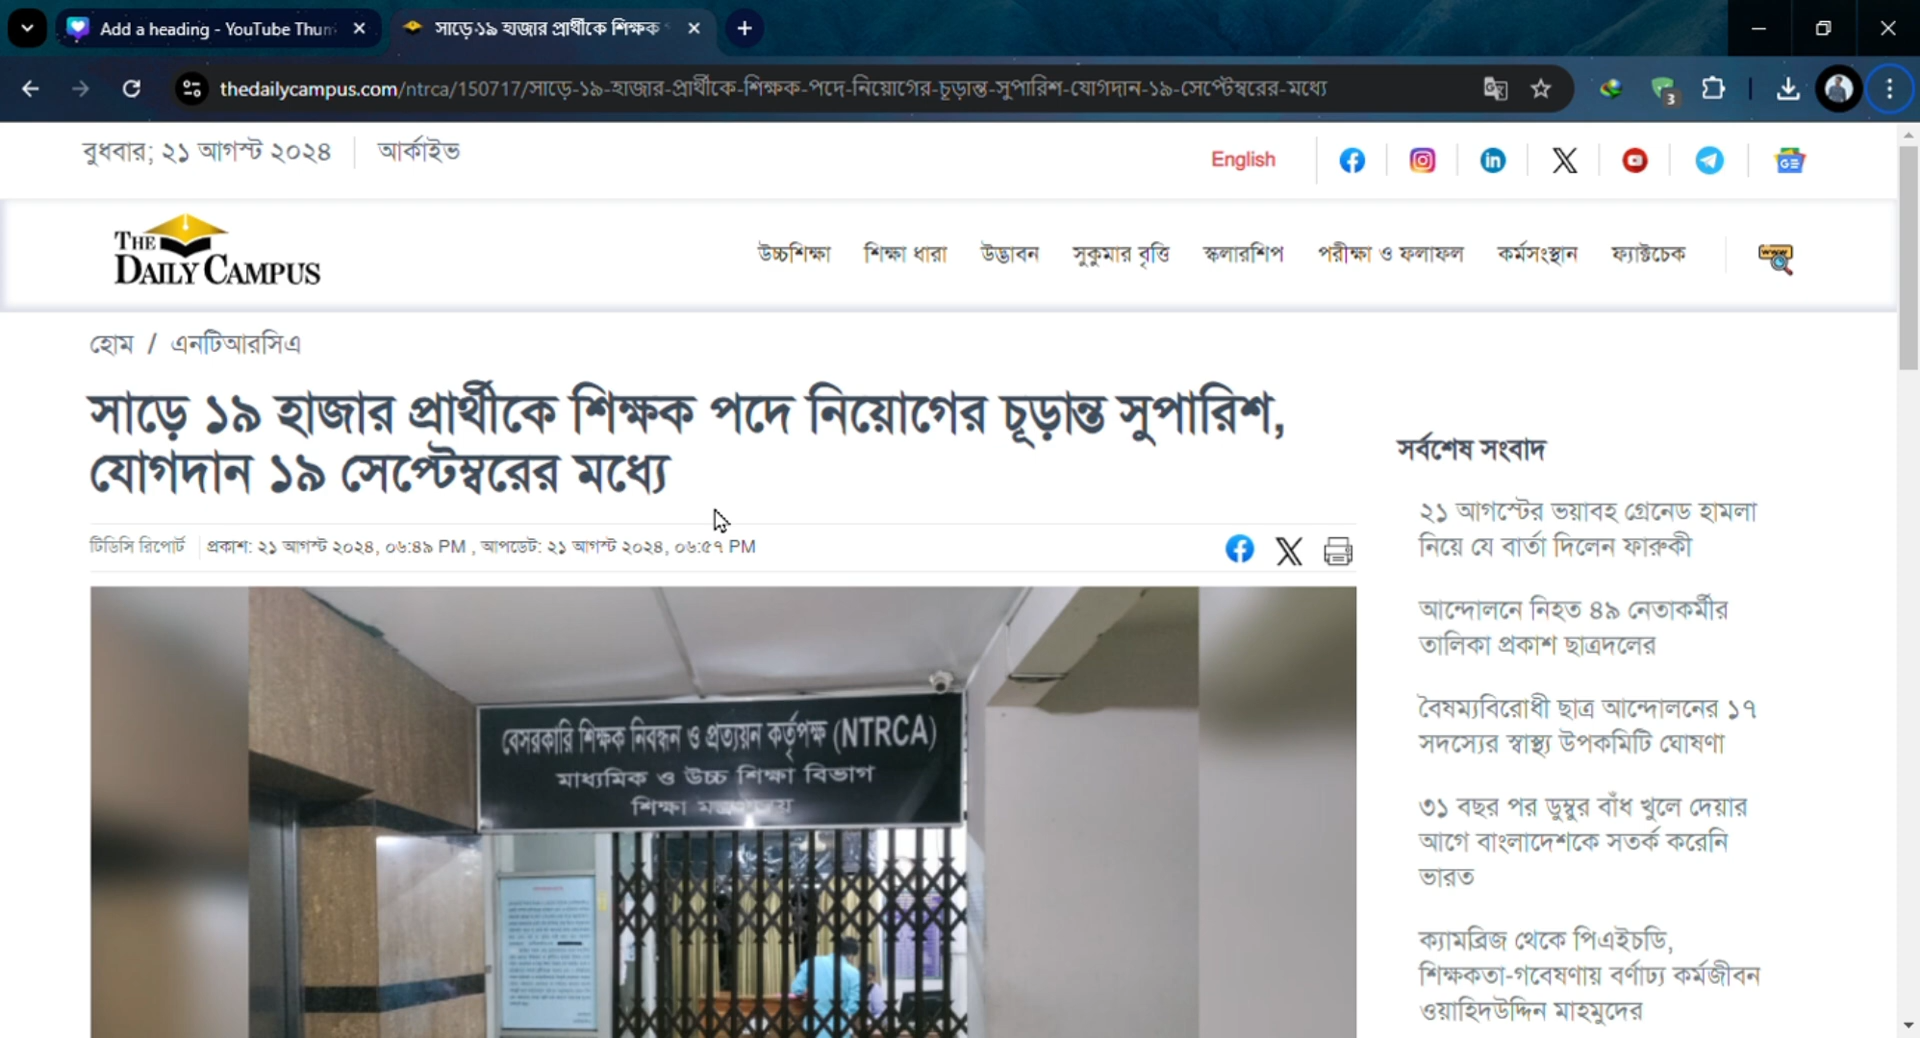 Add a heading - YouTube Thun
সাড়ে ১৯ হাজার প্রার্থীকে শিক্ষক
thedailycampus.com/ntrca/150717/সাড়ে-১৯-হাজার-প্রার্থীকে-শিক্ষক-পদে-নিয়োগের-চূড়ান্ত-সুপারিশ-যোগদান-১৯-সেপ্টেম্বরের-মধ্যে
3
বুধবার; ২১ আগস্ট ২০২৪
আর্কাইভ
English
THE DAILY CAMPUS
উচ্চশিক্ষা শিক্ষা ধারা উদ্ভাবন সুকুমার বৃত্তি স্কলারশিপ পরীক্ষা ও ফলাফল কর্মসংস্থান ফ্যাক্টচেক
হোম / এনটিআরসিএ
সাড়ে ১৯ হাজার প্রার্থীকে শিক্ষক পদে নিয়োগের চূড়ান্ত সুপারিশ,
যোগদান ১৯ সেপ্টেম্বরের মধ্যে
টিডিসি রিপোর্ট প্রকাশ: ২১ আগস্ট ২০২৪, ০৬:৪৯ PM , আপডেট: ২১ আগস্ট ২০২৪, ০৬:৫৭ PM
বেসরকারি শিক্ষক নিবন্ধন ও প্রত্যয়ন কর্তৃপক্ষ (NTRCA)
মাধ্যমিক ও উচ্চ শিক্ষা বিভাগ
শিক্ষা মন্ত্রণালয়
সর্বশেষ সংবাদ
২১ আগস্টের ভয়াবহ গ্রেনেড হামলা
নিয়ে যে বার্তা দিলেন ফারুকী
আন্দোলনে নিহত ৪৯ নেতাকর্মীর
তালিকা প্রকাশ ছাত্রদলের
বৈষম্যবিরোধী ছাত্র আন্দোলনের ১৭
সদস্যের স্বাস্থ্য উপকমিটি ঘোষণা
৩১ বছর পর ডুম্বুর বাঁধ খুলে দেয়ার
আগে বাংলাদেশকে সতর্ক করেনি
ভারত
ক্যামব্রিজ থেকে পিএইচডি,
শিক্ষকতা-গবেষণায় বর্ণাঢ্য কর্মজীবন
ওয়াহিদউদ্দিন মাহমুদের